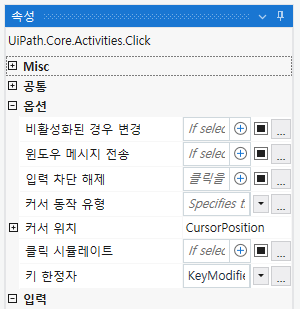 속성
UiPath.Core.Activities.Click
Misc
공통
옵션
비활성화된 경우 변경 If selec ...
윈도우 메시지 전송 If selec ...
입력 차단 해제 클릭을 ...
커서 동작 유형 Specifies t ...
커서 위치 CursorPosition
클릭 시뮬레이트 If selec ...
키 한정자 KeyModifie ...
입력